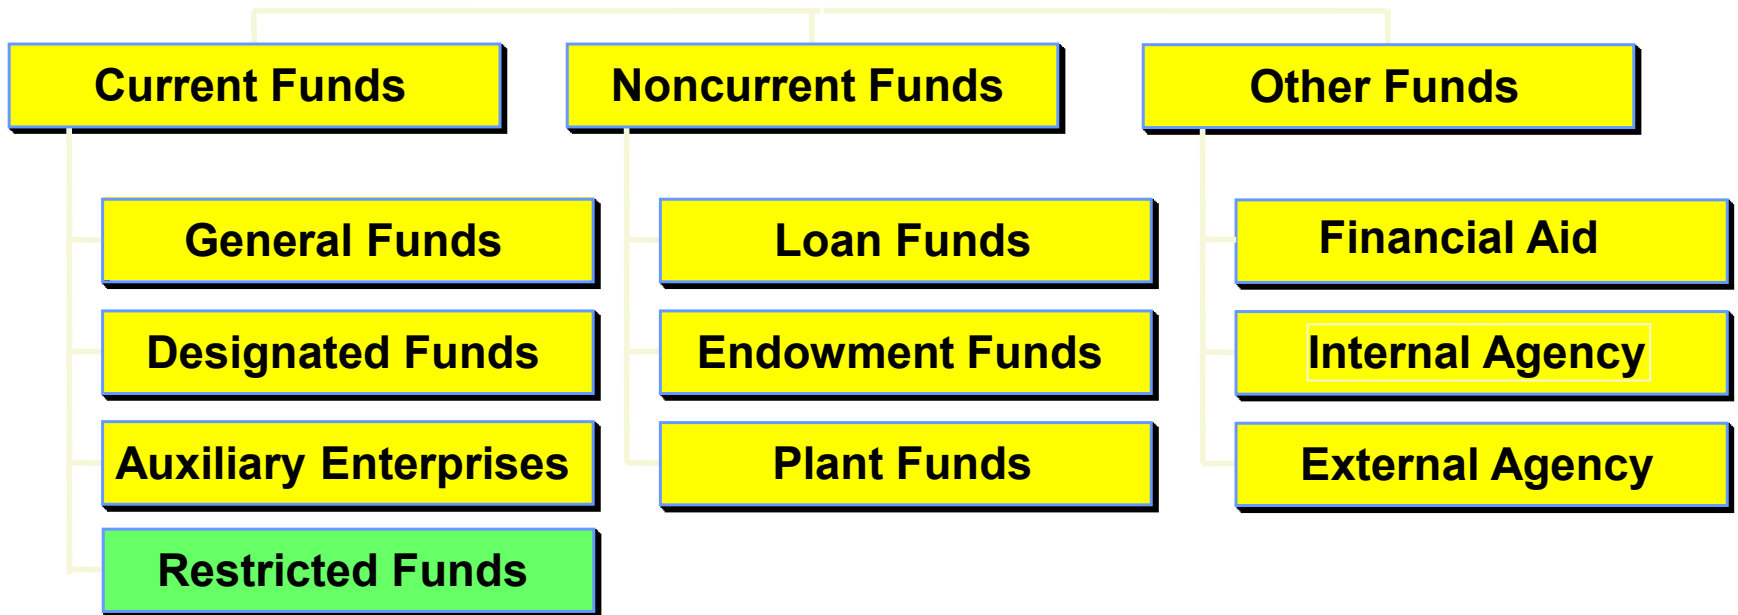 Current Funds
Noncurrent Funds
Other Funds
General Funds
Loan Funds
Financial Aid
Designated Funds
Endowment Funds
Internal Agency
Auxiliary Enterprises
Plant Funds
External Agency
Restricted Funds